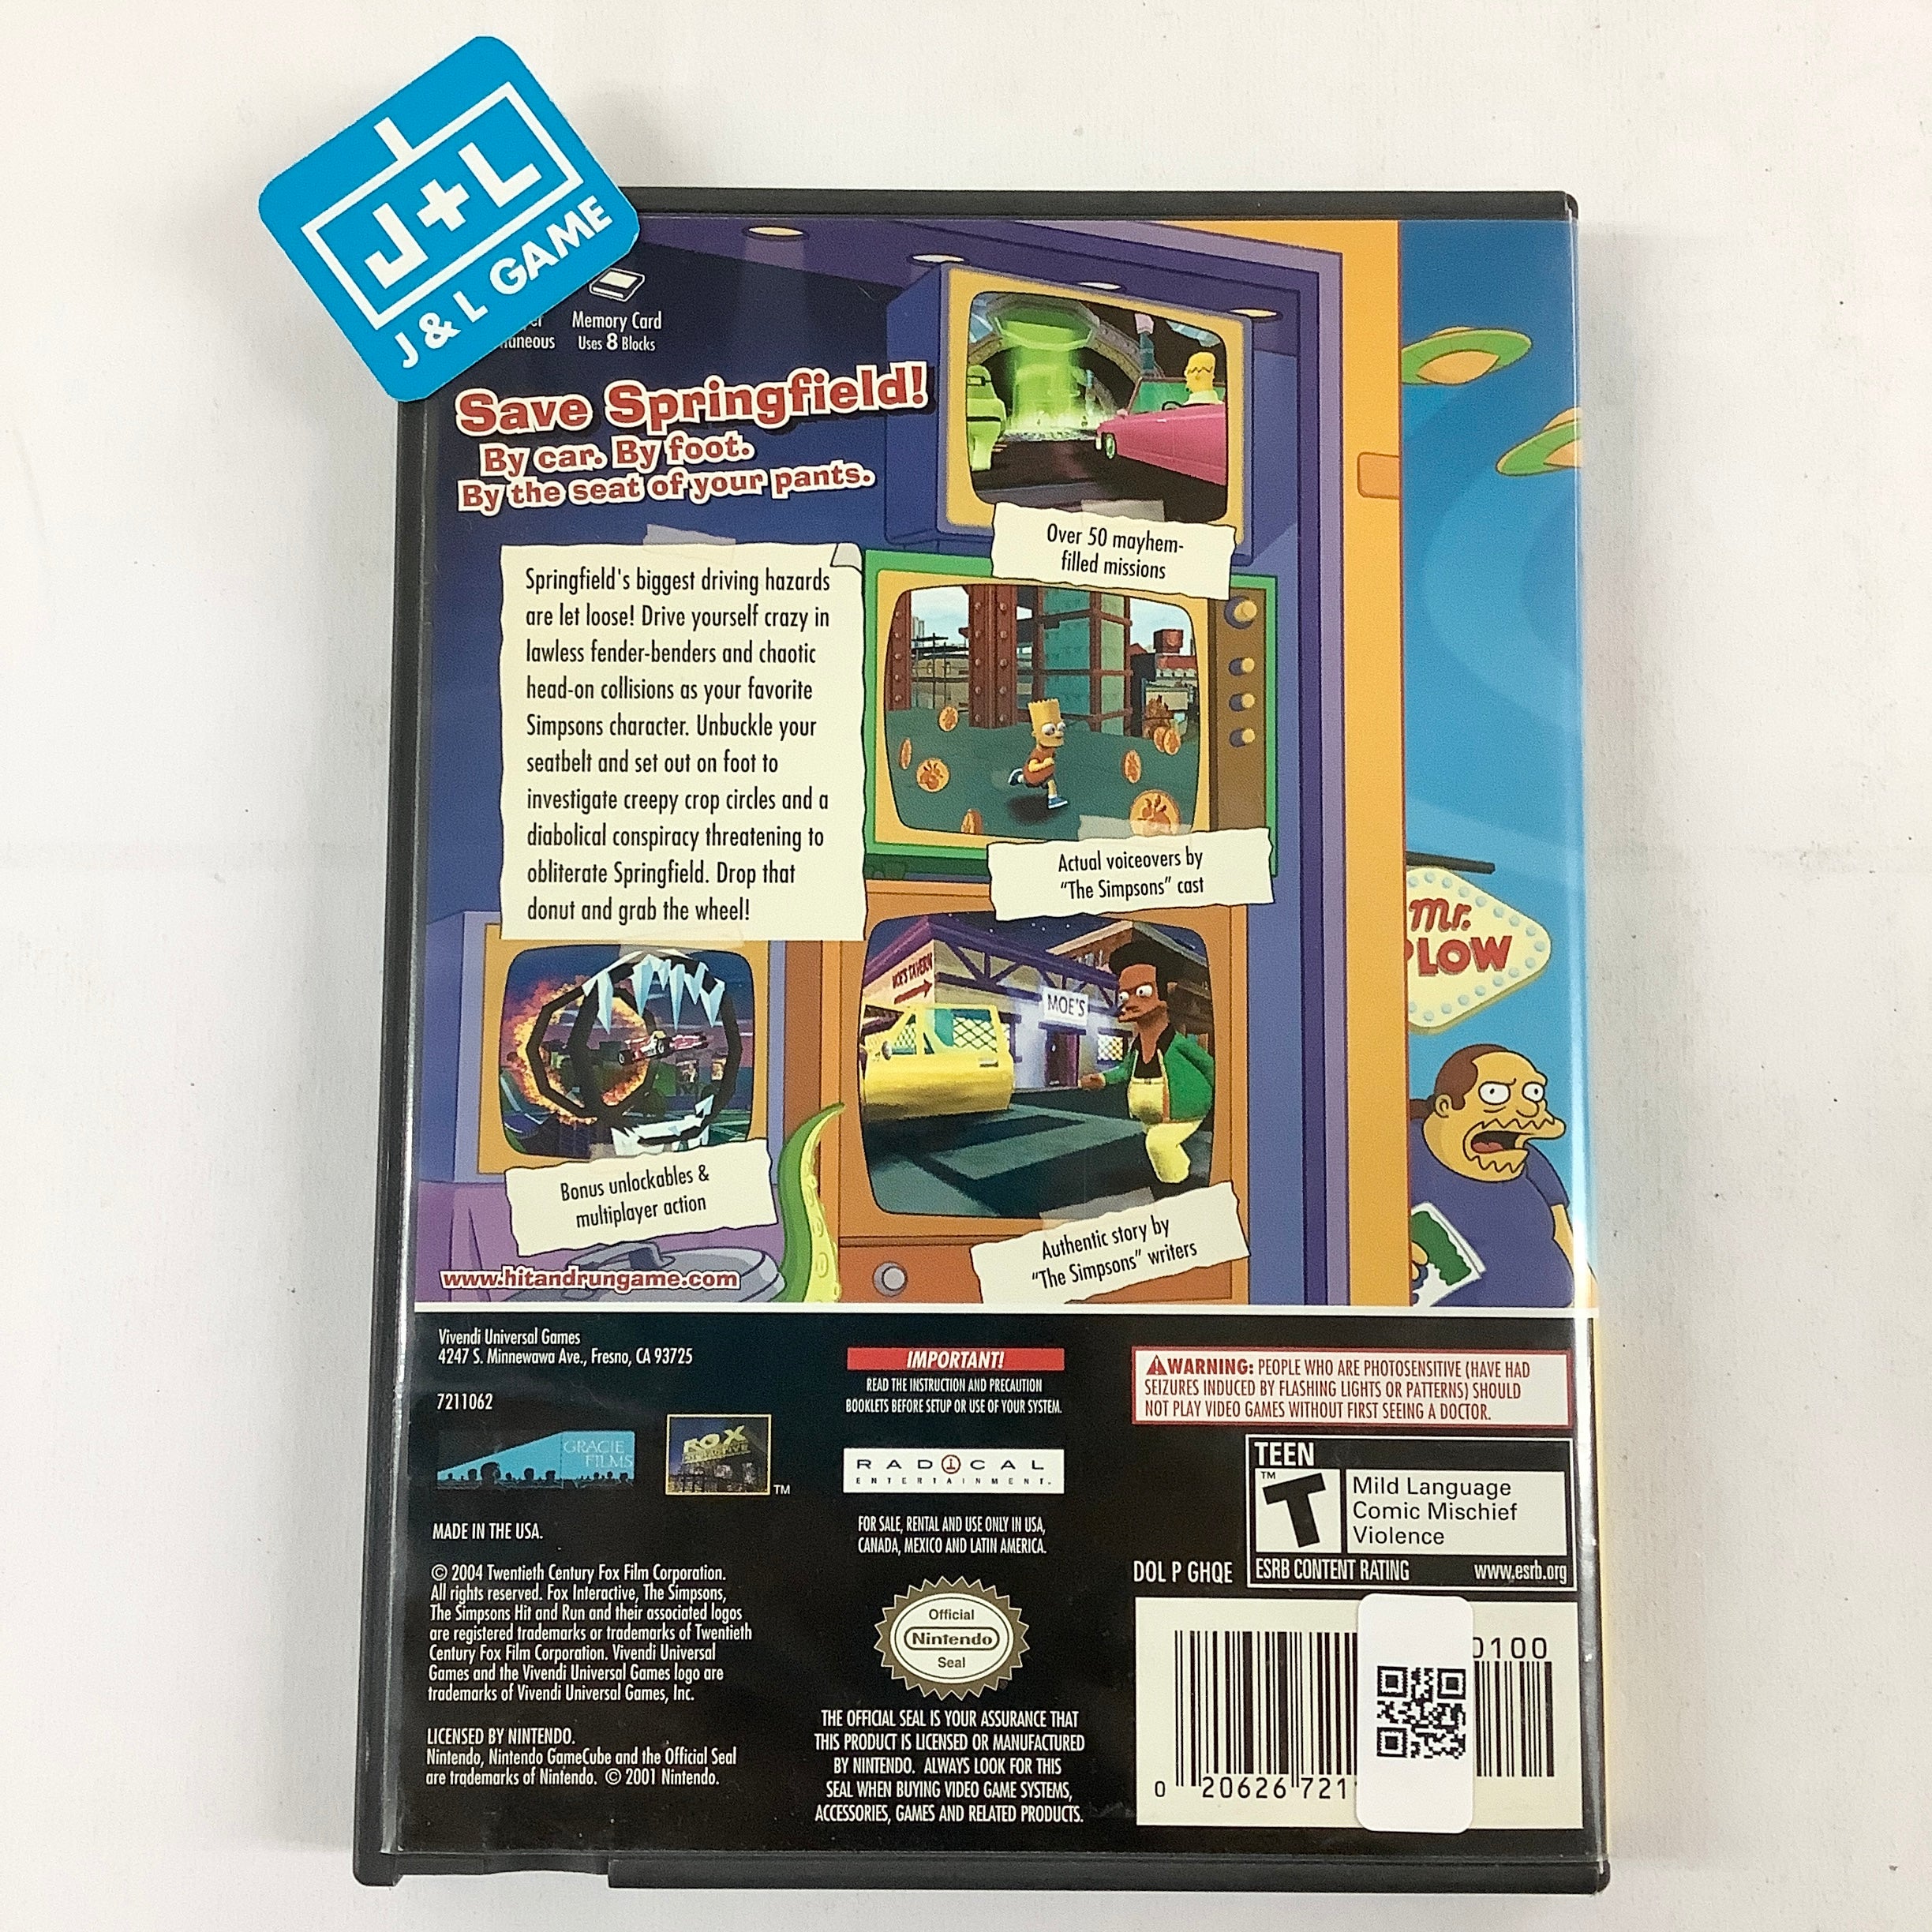 J+L
J & L GAME
Memory Card
Uses 8 Blocks
Save Springfield!
By car. By foot.
By the seat of your pants.
Over 50 mayhem-
filled missions
Springfield's biggest driving hazards
are let loose! Drive yourself crazy in
lawless fender-benders and chaotic
head-on collisions as your favorite
Simpsons character. Unbuckle your
seatbelt and set out on foot to
investigate creepy crop circles and a
diabolical conspiracy threatening to
obliterate Springfield. Drop that
donut and grab the wheel!
Actual voiceovers by
"The Simpsons" cast
Mr.
PLOW
MOE'S TAVERN
MOE'S
Bonus unlockables &
multiplayer action
Authentic story by
"The Simpsons" writers
www.hitandrungame.com
Vivendi Universal Games
4247 S. Minnewawa Ave., Fresno, CA 93725
7211062
GRACIE
FILMS
FOX
INTERACTIVE
TM
MADE IN THE USA.
© 2004 Twentieth Century Fox Film Corporation.
All rights reserved. Fox Interactive, The Simpsons,
The Simpsons Hit and Run and their associated logos
are registered trademarks or trademarks of Twentieth
Century Fox Film Corporation. Vivendi Universal
Games and the Vivendi Universal Games logo are
trademarks of Vivendi Universal Games, Inc.
LICENSED BY NINTENDO.
Nintendo, Nintendo GameCube and the Official Seal
are trademarks of Nintendo. © 2001 Nintendo.
IMPORTANT!
READ THE INSTRUCTION AND PRECAUTION
BOOKLETS BEFORE SETUP OR USE OF YOUR SYSTEM.
RADICAL
ENTERTAINMENT.
FOR SALE, RENTAL AND USE ONLY IN USA,
CANADA, MEXICO AND LATIN AMERICA.
Official
Nintendo
Seal
THE OFFICIAL SEAL IS YOUR ASSURANCE THAT
THIS PRODUCT IS LICENSED OR MANUFACTURED
BY NINTENDO. ALWAYS LOOK FOR THIS
SEAL WHEN BUYING VIDEO GAME SYSTEMS,
ACCESSORIES, GAMES AND RELATED PRODUCTS.
WARNING: PEOPLE WHO ARE PHOTOSENSITIVE (HAVE HAD
SEIZURES INDUCED BY FLASHING LIGHTS OR PATTERNS) SHOULD
NOT PLAY VIDEO GAMES WITHOUT FIRST SEEING A DOCTOR.
TEEN
TM
T
Mild Language
Comic Mischief
Violence
ESRB CONTENT RATING www.esrb.org
DOL P GHQE
0100
0 20626 721